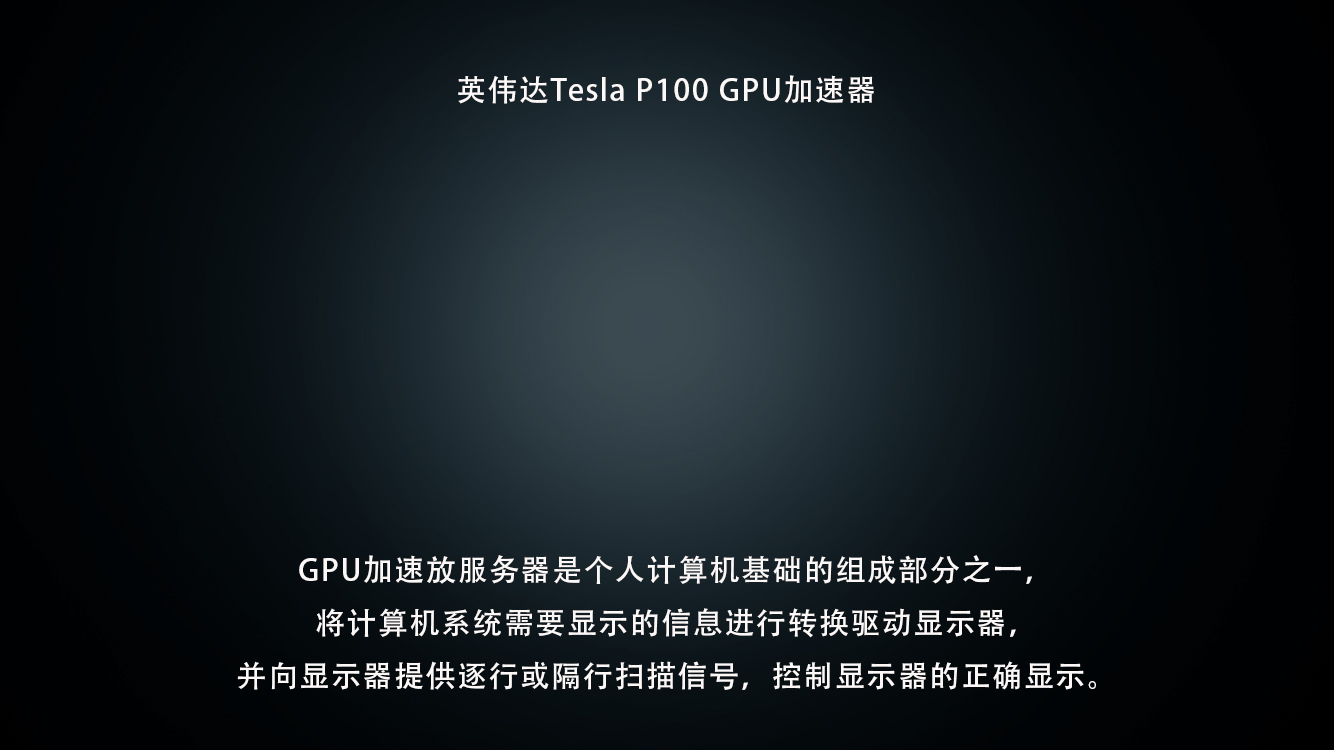 英伟达Tesla P100 GPU加速器
GPU加速放服务器是个人计算机基础的组成部分之一,
将计算机系统需要显示的信息进行转换驱动显示器,
并向显示器提供逐行或隔行扫描信号,控制显示器的正确显示。